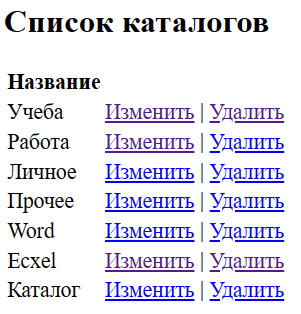 Список каталогов
Название
Учеба Изменить | Удалить
Работа Изменить | Удалить
Личное Изменить | Удалить
Прочее Изменить | Удалить
Word Изменить | Удалить
Ecxel Изменить | Удалить
Каталог Изменить | Удалить